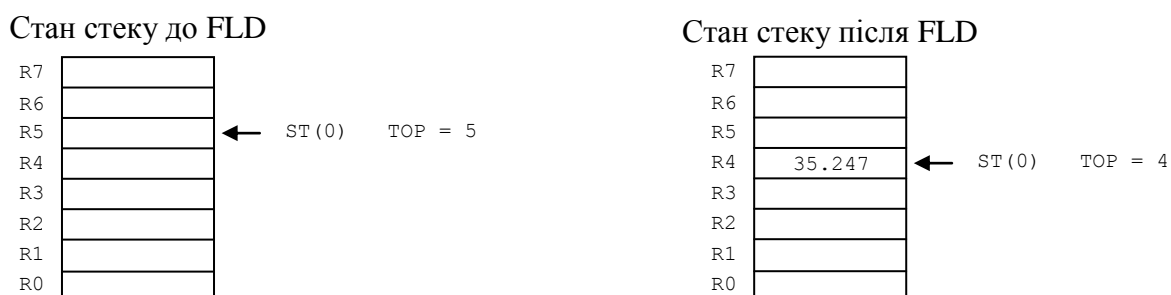 Стан стеку до FLD
R7
R6
R5 ST(0) TOP = 5
R4
R3
R2
R1
R0
Стан стеку після FLD
R7
R6
R5
R4 35.247 ST(0) TOP = 4
R3
R2
R1
R0